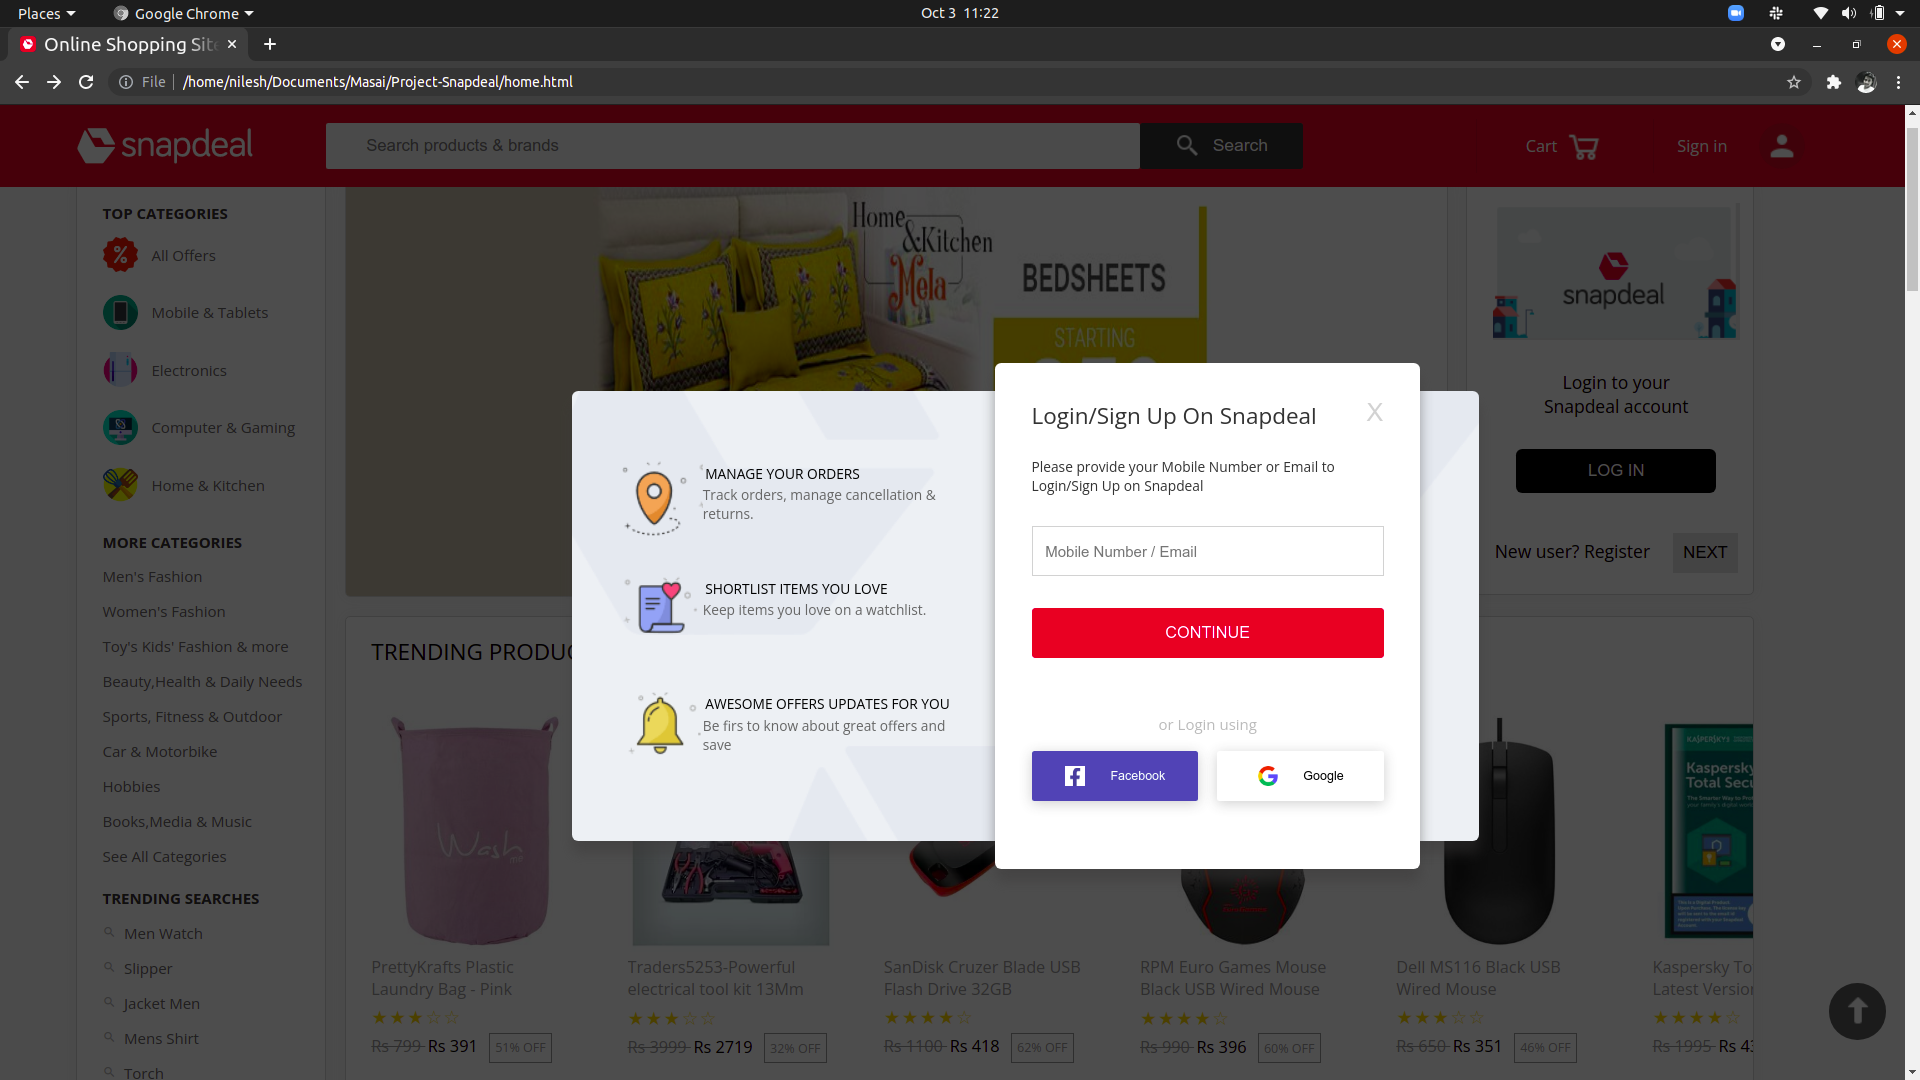 Places
Google Chrome
Oct 3 11:22
Online Shopping Site
File
/home/nilesh/Documents/Masai/Project-Snapdeal/home.html
snapdeal
Search products & brands
Search
Cart
Sign in
TOP CATEGORIES
All Offers
Mobile & Tablets
Electronics
Computer & Gaming
Home & Kitchen
MORE CATEGORIES
Men's Fashion
Women's Fashion
Toy's Kids' Fashion & more
Beauty,Health & Daily Needs
Sports, Fitness & Outdoor
Car & Motorbike
Hobbies
Books,Media & Music
See All Categories
TRENDING SEARCHES
Men Watch
Slipper
Jacket Men
Mens Shirt
Torch
Home
&Kitchen
Mela
BEDSHEETS
STARTING
snapdeal
Login to your
Snapdeal account
LOG IN
New user? Register
NEXT
MANAGE YOUR ORDERS
Track orders, manage cancellation &
returns.
SHORTLIST ITEMS YOU LOVE
Keep items you love on a watchlist.
AWESOME OFFERS UPDATES FOR YOU
Be firs to know about great offers and
save
Login/Sign Up On Snapdeal
X
Please provide your Mobile Number or Email to
Login/Sign Up on Snapdeal
Mobile Number / Email
CONTINUE
or Login using
Facebook
Google
TRENDING PRODUC
Wash
KASPERSKY
Kaspersky
Total Secu
PrettyKrafts Plastic
Laundry Bag - Pink
Rs 799 Rs 391
51% OFF
Traders5253-Powerful
electrical tool kit 13Mm
Rs 3999 Rs 2719
32% OFF
SanDisk Cruzer Blade USB
Flash Drive 32GB
Rs 1100 Rs 418
62% OFF
RPM Euro Games Mouse
Black USB Wired Mouse
Rs 990 Rs 396
60% OFF
Dell MS116 Black USB
Wired Mouse
Rs 650 Rs 351
46% OFF
Kaspersky To
Latest Version
Rs 1995 Rs 43